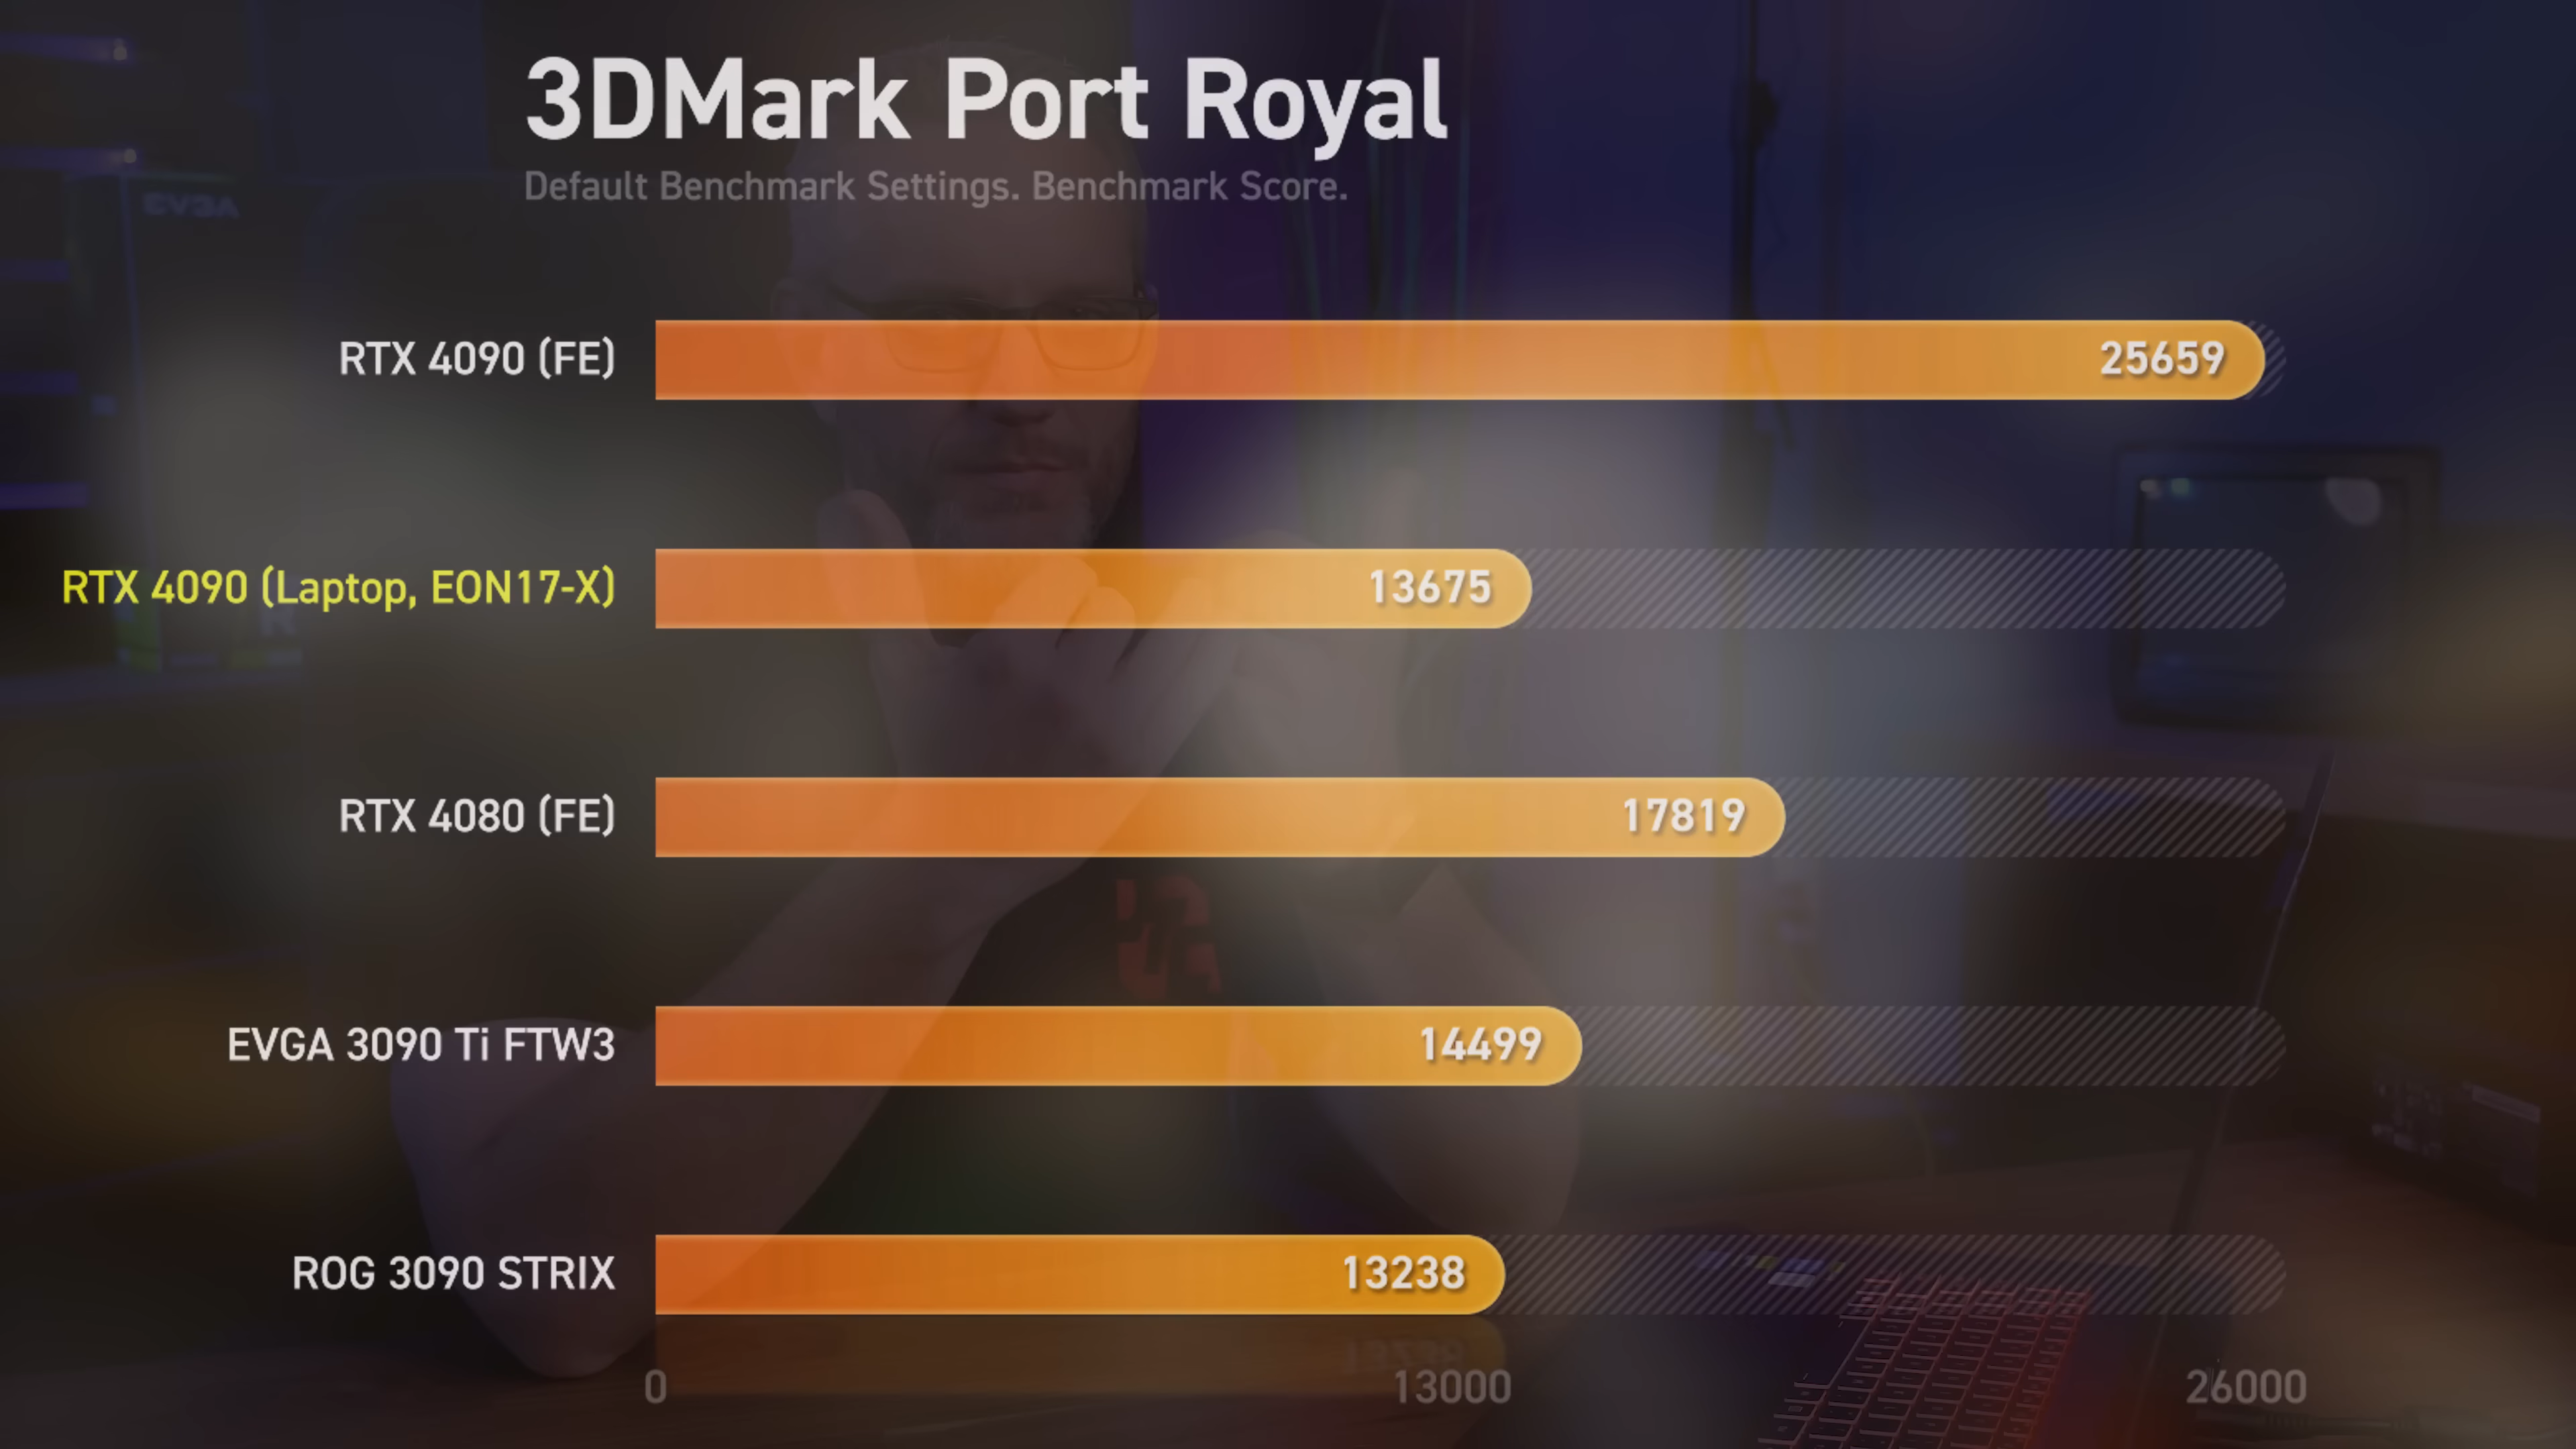 3DMark Port Royal
Default Benchmark Settings. Benchmark Score.
EVGA
RTX 4090 (FE) 25659
RTX 4090 (Laptop, EON17-X) 13675
RTX 4080 (FE) 17819
EVGA 3090 Ti FTW3 14499
ROG 3090 STRIX 13238
0 13000 26000